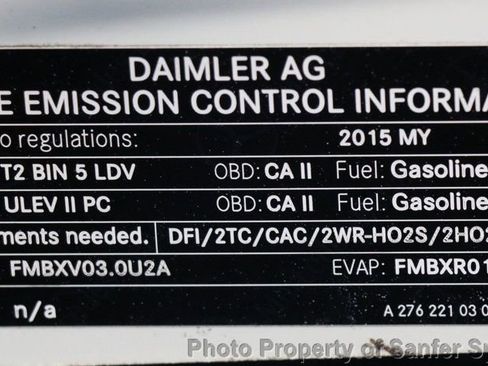 DAIMLER AG
E EMISSION CONTROL INFORMA
o regulations: 2015 MY
T2 BIN 5 LDV OBD: CA II Fuel: Gasoline
ULEV II PC OBD: CA II Fuel: Gasoline
ments needed. DFI/2TC/CAC/2WR-HO2S/2HO2
FMBXV03.0U2A EVAP: FMBXR01
n/a A 276 221 03 0
Photo Property of Sanfer S